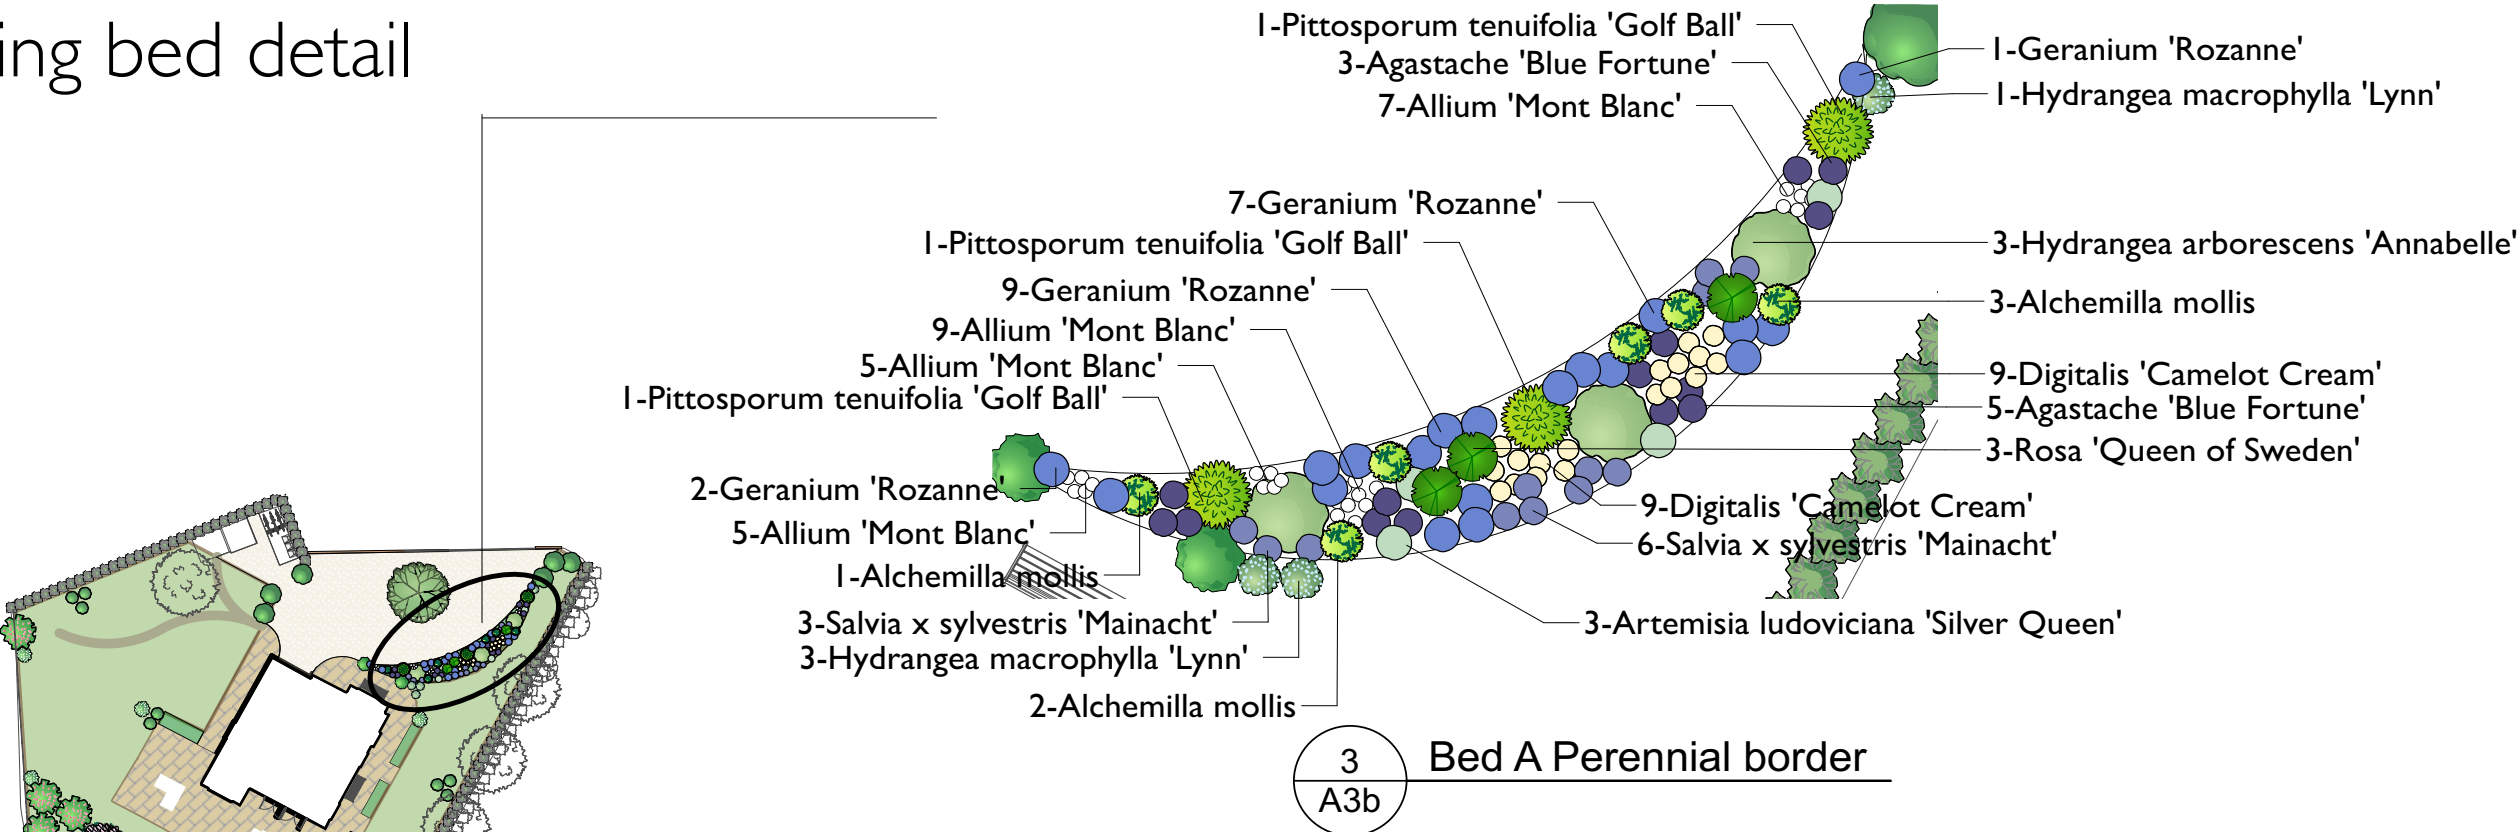 ing bed detail
1-Pittosporum tenuifolia 'Golf Ball'
3-Agastache 'Blue Fortune'
7-Allium 'Mont Blanc'
1-Geranium 'Rozanne'
1-Hydrangea macrophylla 'Lynn'
7-Geranium 'Rozanne'
1-Pittosporum tenuifolia 'Golf Ball'
9-Geranium 'Rozanne'
9-Allium 'Mont Blanc'
5-Allium 'Mont Blanc'
1-Pittosporum tenuifolia 'Golf Ball'
3-Hydrangea arborescens 'Annabelle'
3-Alchemilla mollis
9-Digitalis 'Camelot Cream'
5-Agastache 'Blue Fortune'
3-Rosa 'Queen of Sweden'
2-Geranium 'Rozanne'
5-Allium 'Mont Blanc'
1-Alchemilla mollis
3-Salvia x sylvestris 'Mainacht'
3-Hydrangea macrophylla 'Lynn'
2-Alchemilla mollis
9-Digitalis 'Camelot Cream'
6-Salvia x sylvestris 'Mainacht'
3-Artemisia ludoviciana 'Silver Queen'
3
A3b
Bed A Perennial border